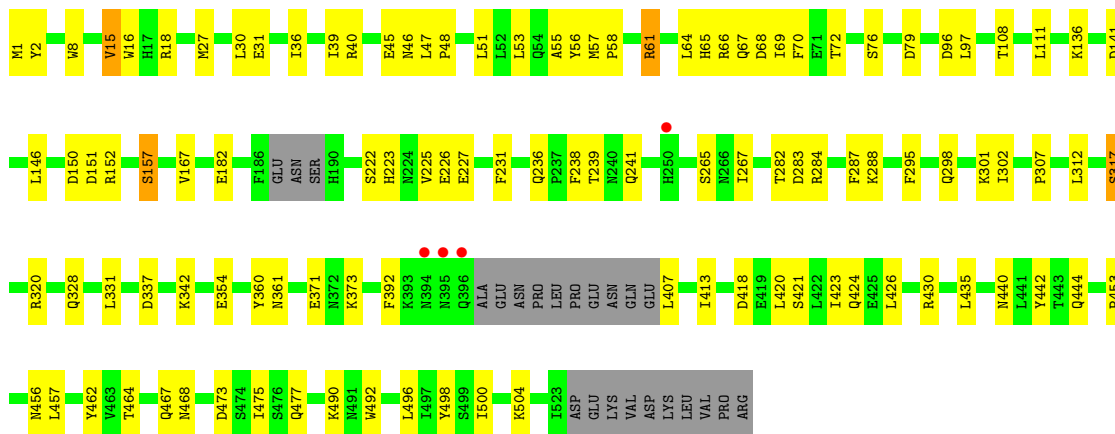 M1 Y2 W8 V15 W16 H17 R18 M27 L30 E31 I36 I39 R40 E45 N46 L47 P48 L51 L52 L53 Q54 A55 Y56 M57 P58 R61 L64 H65 R66 Q67 D68 I69 F70 E71 T72 S76 D79 D96 L97 T108 L111 K136
L146 D150 D151 R152 S157 V167 E182 F186 GLU ASN SER H190 S222 H223 N224 V225 E226 E227 F231 Q236 P237 F238 T239 N240 Q241 H250 S265 N266 I267 T282 D283 R284 F287 K288 F295 Q298 K301 I302 P307 L312 S317
R320 Q328 L331 D337 K342 E354 Y360 N361 E371 N372 K373 F392 K393 N394 N395 Q396 ALA GLU ASN PRO LEU PRO GLU ASN GLN GLU L407 I413 D418 E419 L420 S421 L422 I423 Q424 E425 L426 R430 L435 N440 L441 Y442 T443 Q444
N456 L457 Y462 V463 T464 Q467 N468 D473 S474 I475 S476 Q477 K490 N491 W492 L496 I497 Y498 S499 I500 K504 I523 ASP GLU LYS VAL ASP LYS LEU VAL PRO ARG